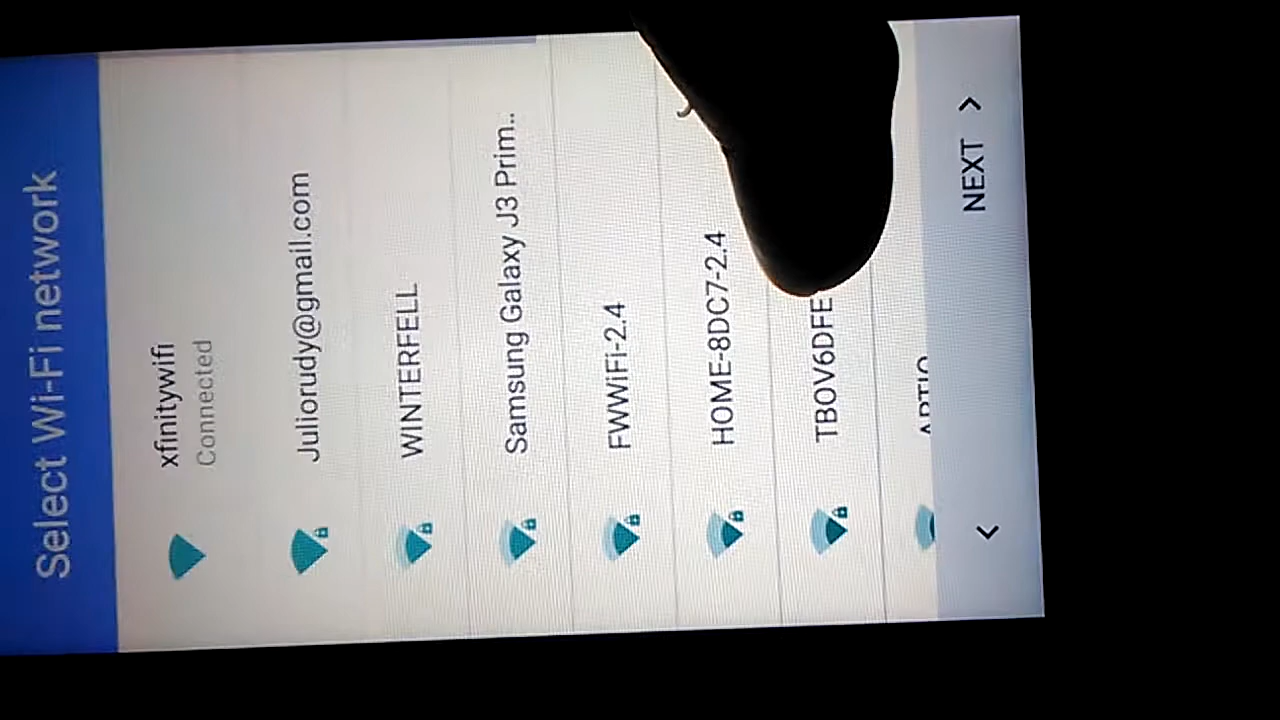 Select Wi-Fi network
xfinitywifi
Connected
Juliorudy@gmail.com
WINTERFELL
Samsung Galaxy J3 Prim..
FWWiFi-2.4
HOME-8DC7-2.4
TBOV6DFE
NEXT